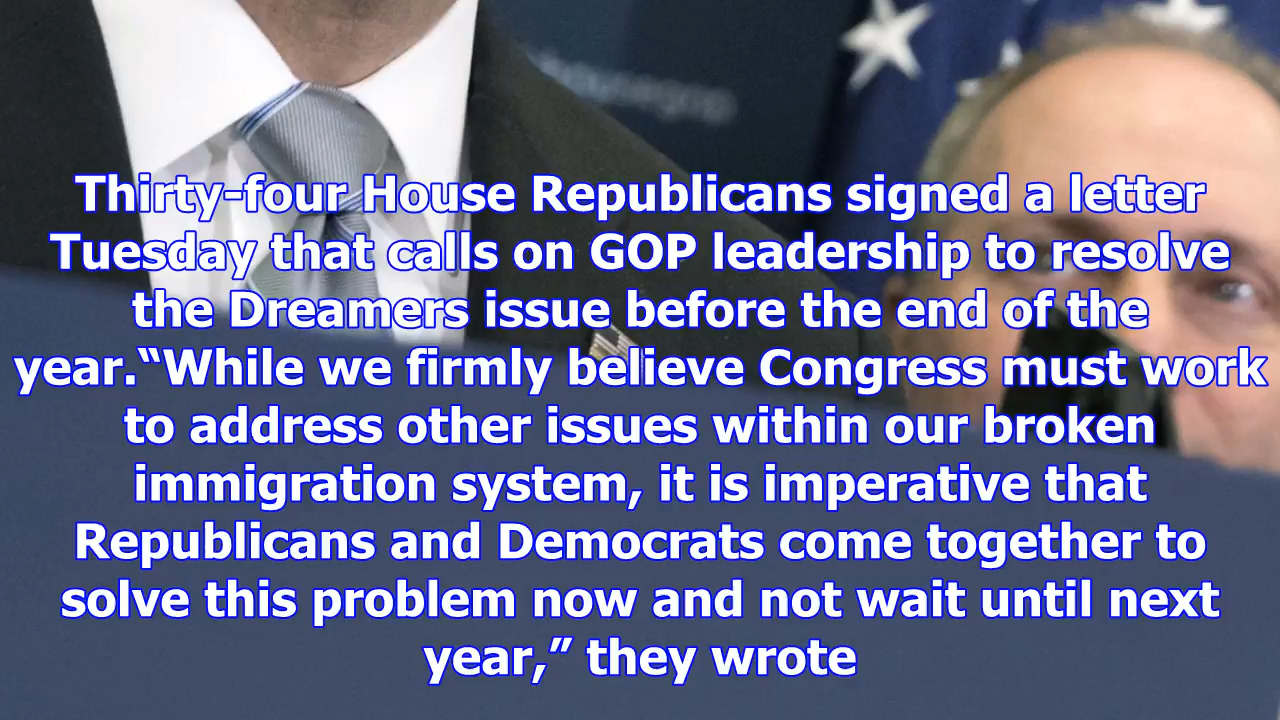 Thirty-four House Republicans signed a letter
Tuesday that calls on GOP leadership to resolve
the Dreamers issue before the end of the
year.“While we firmly believe Congress must work
to address other issues within our broken
immigration system, it is imperative that
Republicans and Democrats come together to
solve this problem now and not wait until next
year,” they wrote